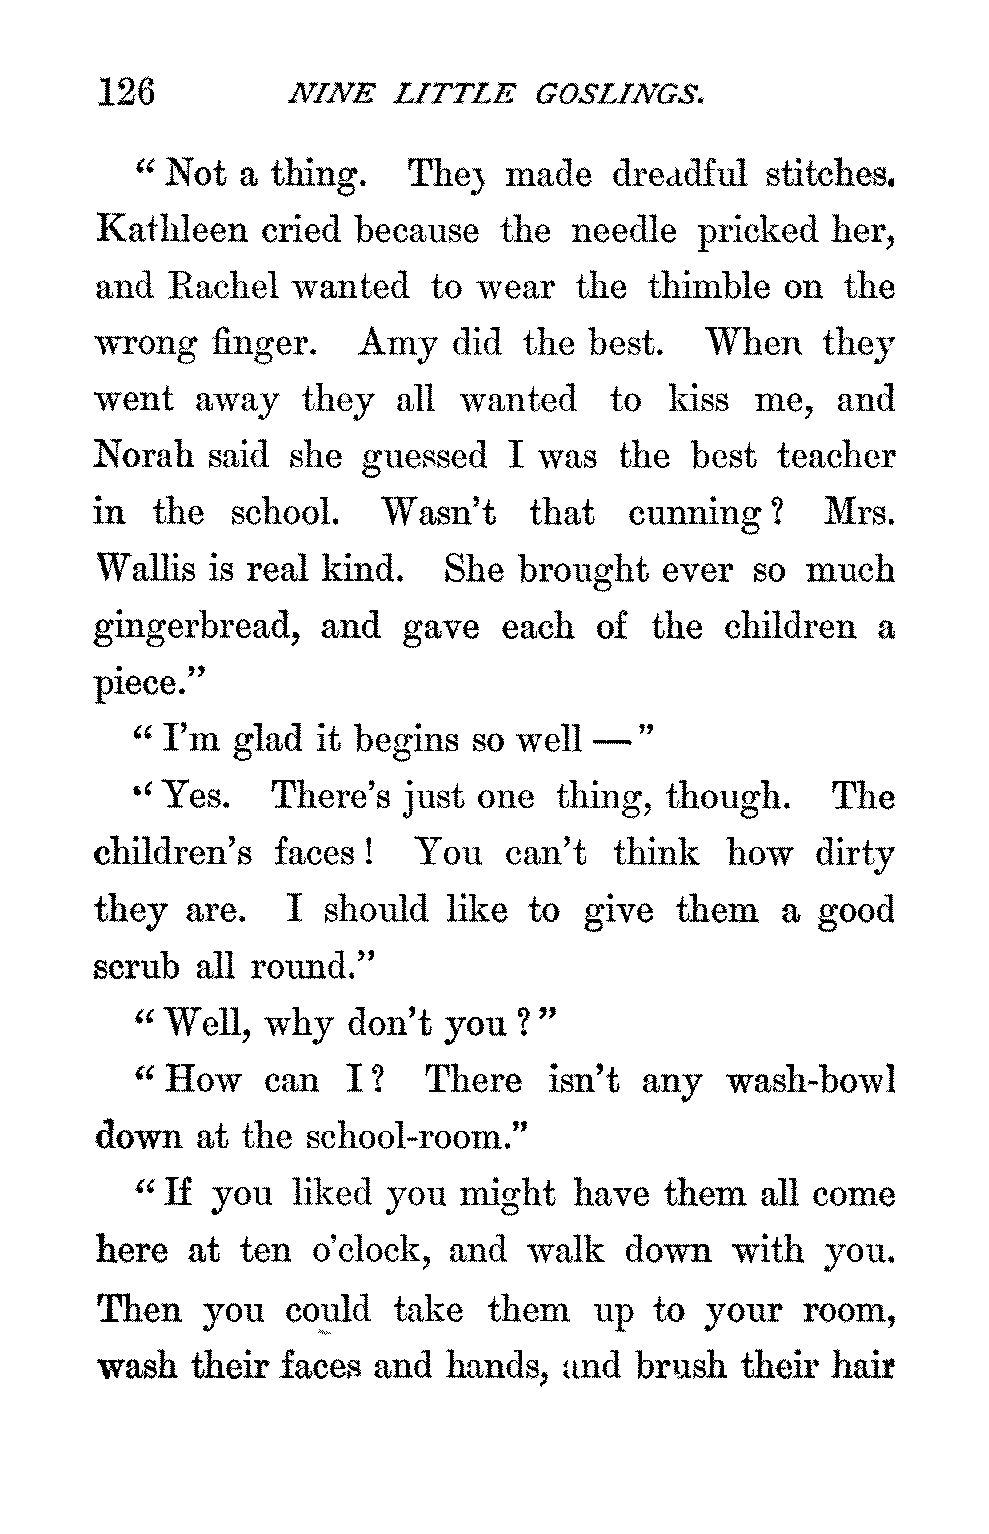 126 NINE LITTLE GOSLINGS.
“Not a thing. They made dreadful stitches.
Kathleen cried because the needle pricked her,
and Rachel wanted to wear the thimble on the
wrong finger. Amy did the best. When they
went away they all wanted to kiss me, and
Norah said she guessed I was the best teacher
in the school. Wasn’t that cunning? Mrs.
Wallis is real kind. She brought ever so much
gingerbread, and gave each of the children a
piece.”
“I’m glad it begins so well —”
“Yes. There’s just one thing, though. The
children’s faces! You can’t think how dirty
they are. I should like to give them a good
scrub all round.”
“Well, why don’t you?”
“How can I? There isn’t any wash-bowl
down at the school-room.”
“If you liked you might have them all come
here at ten o’clock, and walk down with you.
Then you could take them up to your room,
wash their faces and hands, and brush their hair